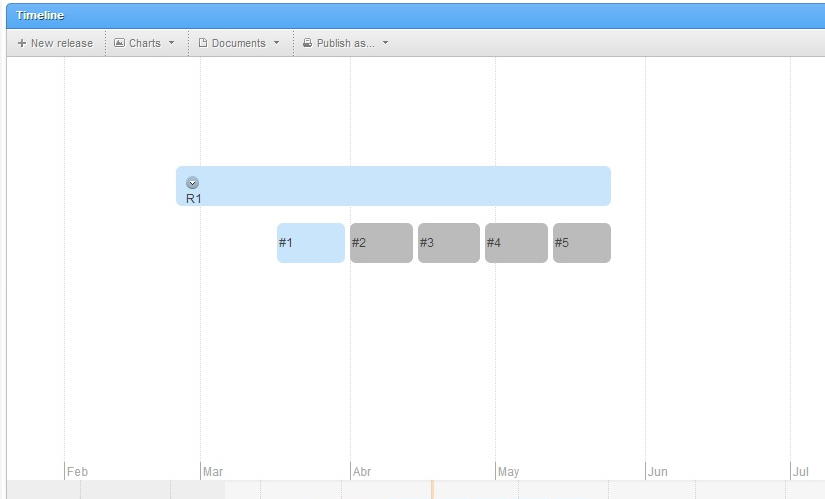 Timeline
New release Charts Documents Publish as...
R1
#1 #2 #3 #4 #5
Feb Mar Abr May Jun Jul